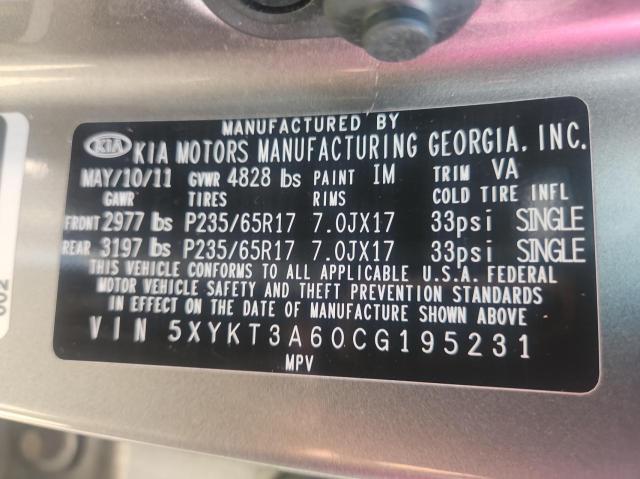 MANUFACTURED BY
KIA KIA MOTORS MANUFACTURING GEORGIA, INC.
MAY/10/11 GVWR 4828 lbs PAINT IM TRIM VA
GAWR TIRES RIMS COLD TIRE INFL
FRONT 2977 lbs P235/65R17 7.0JX17 33psi SINGLE
REAR 3197 lbs P235/65R17 7.0JX17 33psi SINGLE
THIS VEHICLE CONFORMS TO ALL APPLICABLE U.S.A. FEDERAL
MOTOR VEHICLE SAFETY AND THEFT PREVENTION STANDARDS
IN EFFECT ON THE DATE OF MANUFACTURE SHOWN ABOVE
VIN 5XYKT3A60CG195231
MPV
002